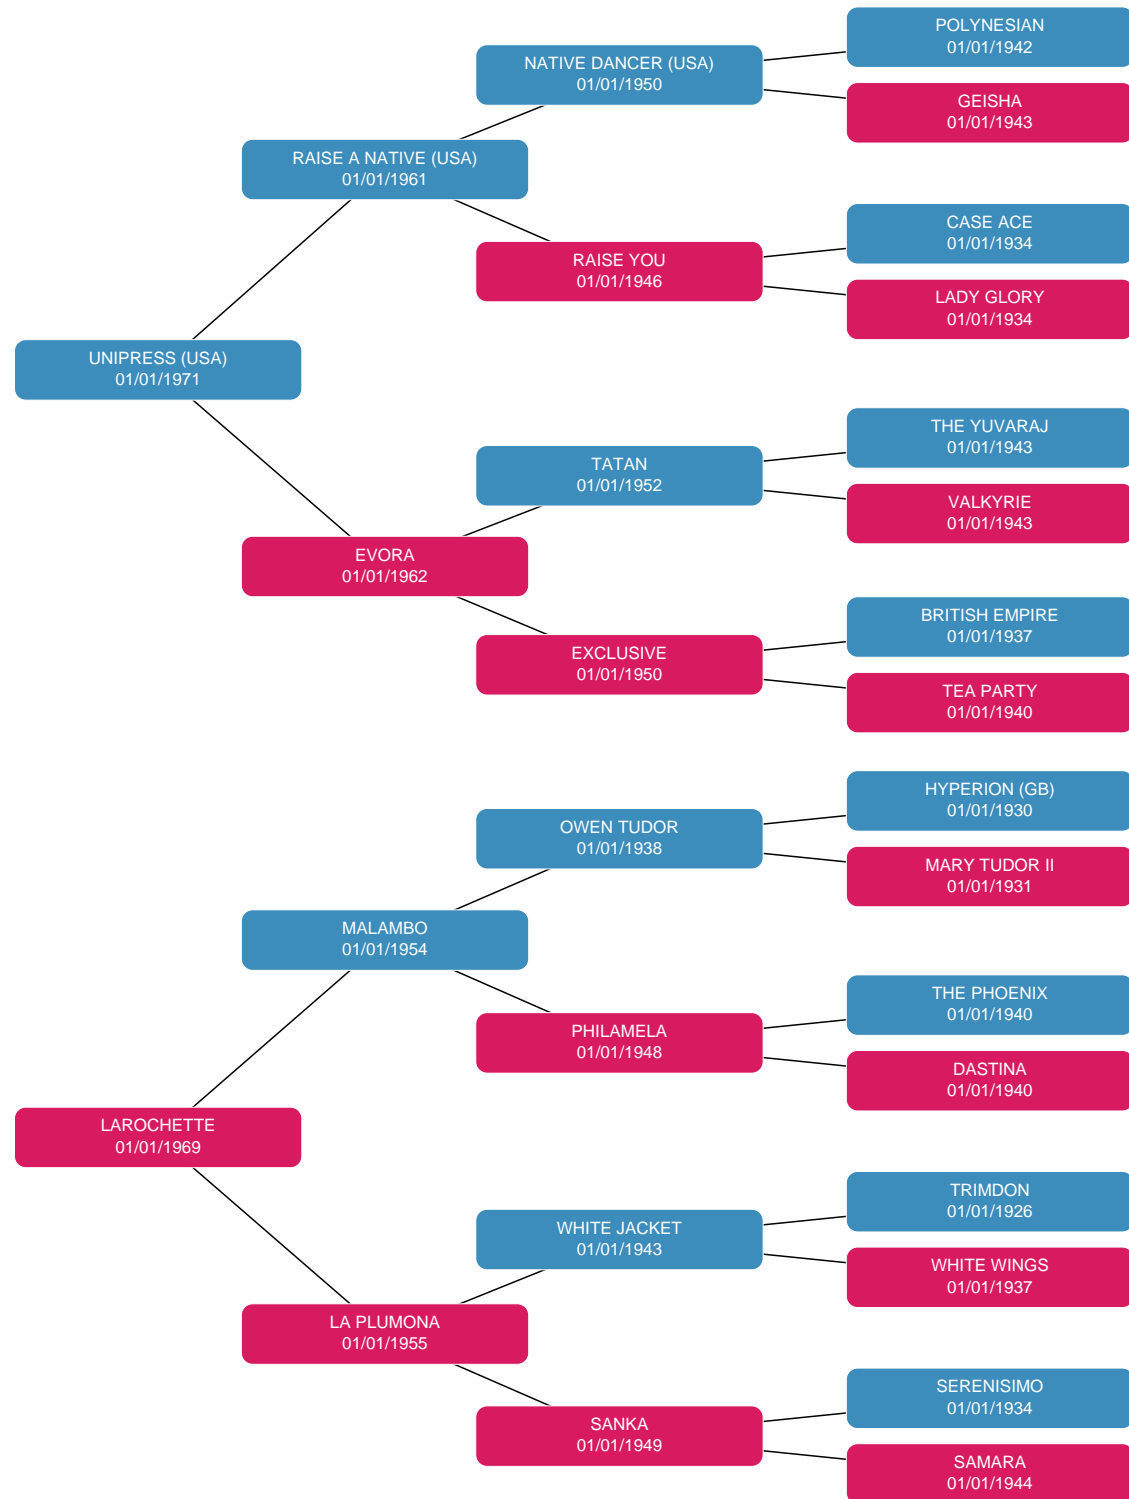 POLYNESIAN
01/01/1942
NATIVE DANCER (USA)
01/01/1950
GEISHA
01/01/1943
RAISE A NATIVE (USA)
01/01/1961
CASE ACE
01/01/1934
RAISE YOU
01/01/1946
LADY GLORY
01/01/1934
UNIPRESS (USA)
01/01/1971
THE YUVARAJ
01/01/1943
TATAN
01/01/1952
VALKYRIE
01/01/1943
EVORA
01/01/1962
BRITISH EMPIRE
01/01/1937
EXCLUSIVE
01/01/1950
TEA PARTY
01/01/1940
HYPERION (GB)
01/01/1930
OWEN TUDOR
01/01/1938
MARY TUDOR II
01/01/1931
MALAMBO
01/01/1954
THE PHOENIX
01/01/1940
PHILAMELA
01/01/1948
DASTINA
01/01/1940
LAROCHETTE
01/01/1969
TRIMDON
01/01/1926
WHITE JACKET
01/01/1943
WHITE WINGS
01/01/1937
LA PLUMONA
01/01/1955
SERENISIMO
01/01/1934
SANKA
01/01/1949
SAMARA
01/01/1944